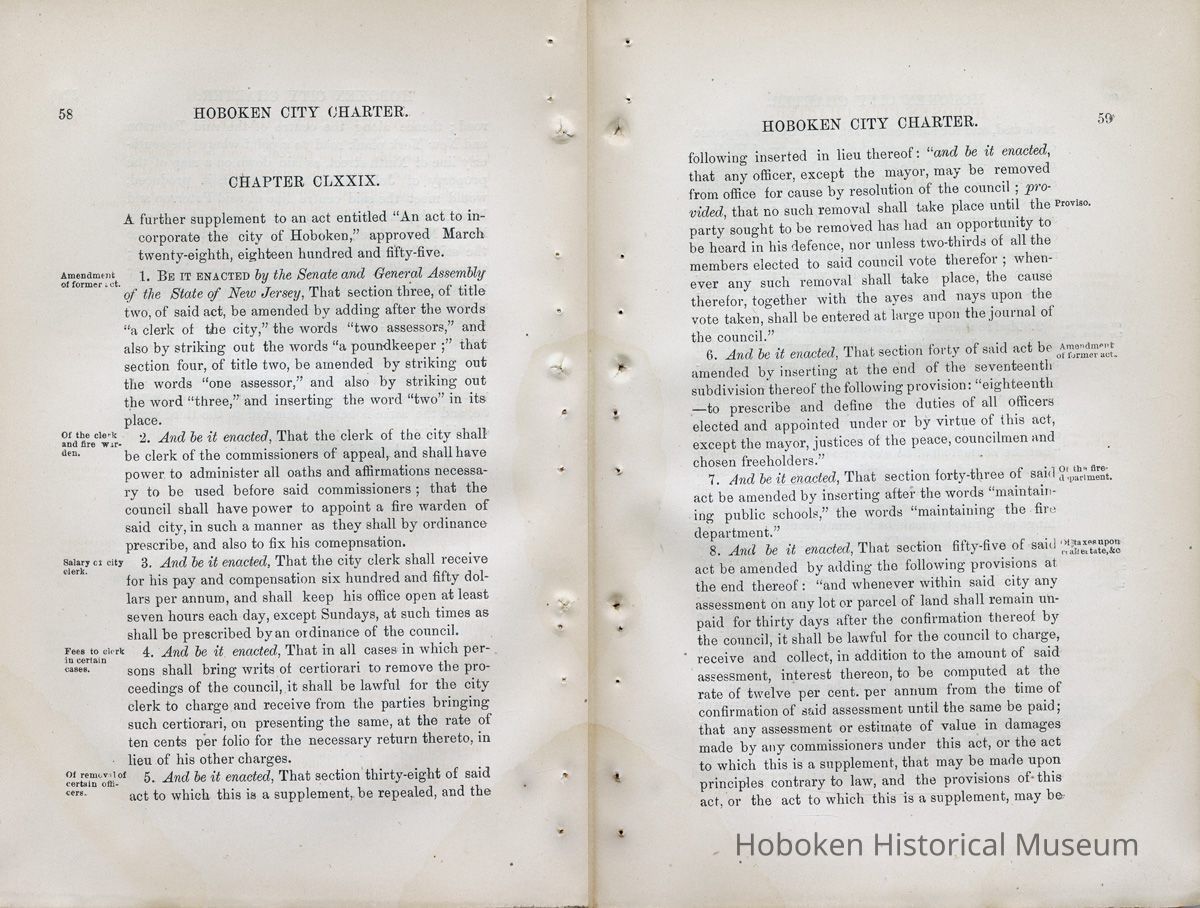 58
HOBOKEN CITY CHARTER.
CHAPTER CLXXIX.
A further supplement to an act entitled “An act to in-
corporate the city of Hoboken,” approved March
twenty-eighth, eighteen hundred and fifty-five.
Amendment
of former act.
1. BE IT ENACTED by the Senate and General Assembly
of the State of New Jersey, That section three, of title
two, of said act, be amended by adding after the words
“a clerk of the city,” the words “two assessors,” and
also by striking out the words “a poundkeeper ;” that
section four, of title two, be amended by striking out
the words “one assessor,” and also by striking out
the word “three,” and inserting the word “two” in its
place.
Of the clerk
and fire war-
den.
2. And be it enacted, That the clerk of the city shall
be clerk of the commissioners of appeal, and shall have
power to administer all oaths and affirmations necessa-
ry to be used before said commissioners ; that the
council shall have power to appoint a fire warden of
said city, in such a manner as they shall by ordinance
prescribe, and also to fix his comepnsation.
Salary of city
clerk.
3. And be it enacted, That the city clerk shall receive
for his pay and compensation six hundred and fifty dol-
lars per annum, and shall keep his office open at least
seven hours each day, except Sundays, at such times as
shall be prescribed by an ordinance of the council.
Fees to clerk
in certain
cases.
4. And be it enacted, That in all cases in which per-
sons shall bring writs of certiorari to remove the pro-
ceedings of the council, it shall be lawful for the city
clerk to charge and receive from the parties bringing
such certiorari, on presenting the same, at the rate of
ten cents per folio for the necessary return thereto, in
lieu of his other charges.
Of removal of
certain offi-
cers.
5. And be it enacted, That section thirty-eight of said
act to which this is a supplement, be repealed, and the
HOBOKEN CITY CHARTER.
59
following inserted in lieu thereof : “and be it enacted,
that any officer, except the mayor, may be removed
from office for cause by resolution of the council ; pro-
vided, that no such removal shall take place until the
Proviso.
party sought to be removed has had an opportunity to
be heard in his defence, nor unless two-thirds of all the
members elected to said council vote therefor ; when-
ever any such removal shall take place, the cause
therefor, together with the ayes and nays upon the
vote taken, shall be entered at large upon the journal of
the council.”
6. And be it enacted, That section forty of said act be
Amendment
of former act.
amended by inserting at the end of the seventeenth
subdivision thereof the following provision: “eighteenth
—to prescribe and define the duties of all officers
elected and appointed under or by virtue of this act,
except the mayor, justices of the peace, councilmen and
chosen freeholders.”
7. And be it enacted, That section forty-three of said
Of the fire-
department.
act be amended by inserting after the words “maintain-
ing public schools,” the words “maintaining the fire
department.”
8. And be it enacted, That section fifty-five of said
Of taxes upon
real estate, &c
act be amended by adding the following provisions at
the end thereof: “and whenever within said city any
assessment on any lot or parcel of land shall remain un-
paid for thirty days after the confirmation thereof by
the council, it shall be lawful for the council to charge,
receive and collect, in addition to the amount of said
assessment, interest thereon, to be computed at the
rate of twelve per cent. per annum from the time of
confirmation of said assessment until the same be paid;
that any assessment or estimate of value in damages
made by any commissioners under this act, or the act
to which this is a supplement, that may be made upon
principles contrary to law, and the provisions of this
act, or the act to which this is a supplement, may be
Hoboken Historical Museum